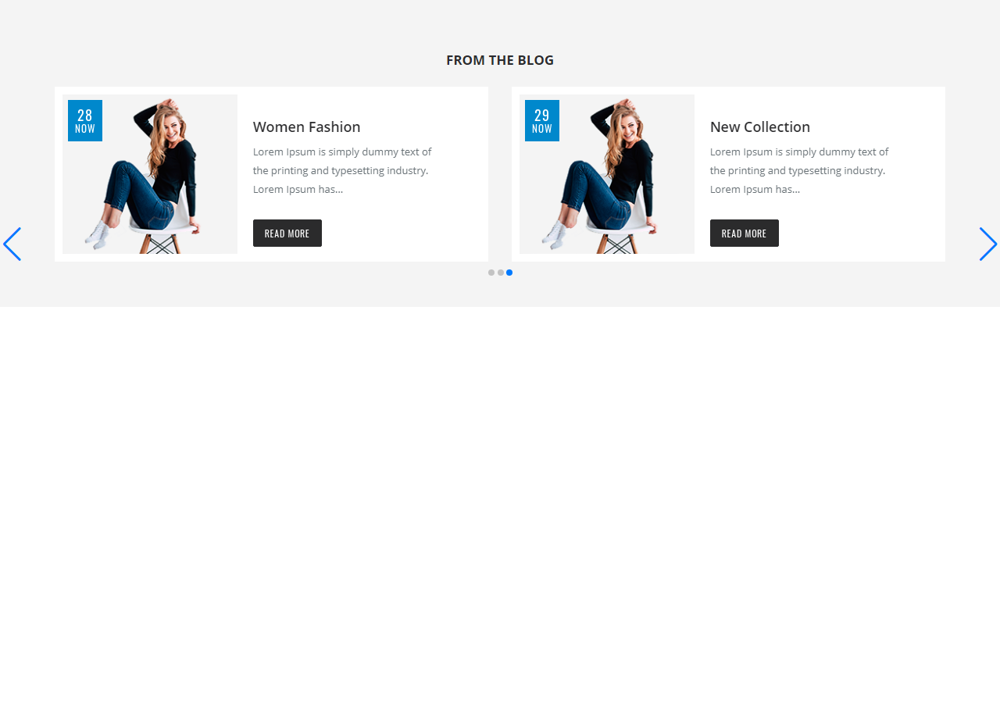 FROM THE BLOG
28
NOW
Women Fashion
Lorem Ipsum is simply dummy text of
the printing and typesetting industry.
Lorem Ipsum has...
READ MORE
29
NOW
New Collection
Lorem Ipsum is simply dummy text of
the printing and typesetting industry.
Lorem Ipsum has...
READ MORE